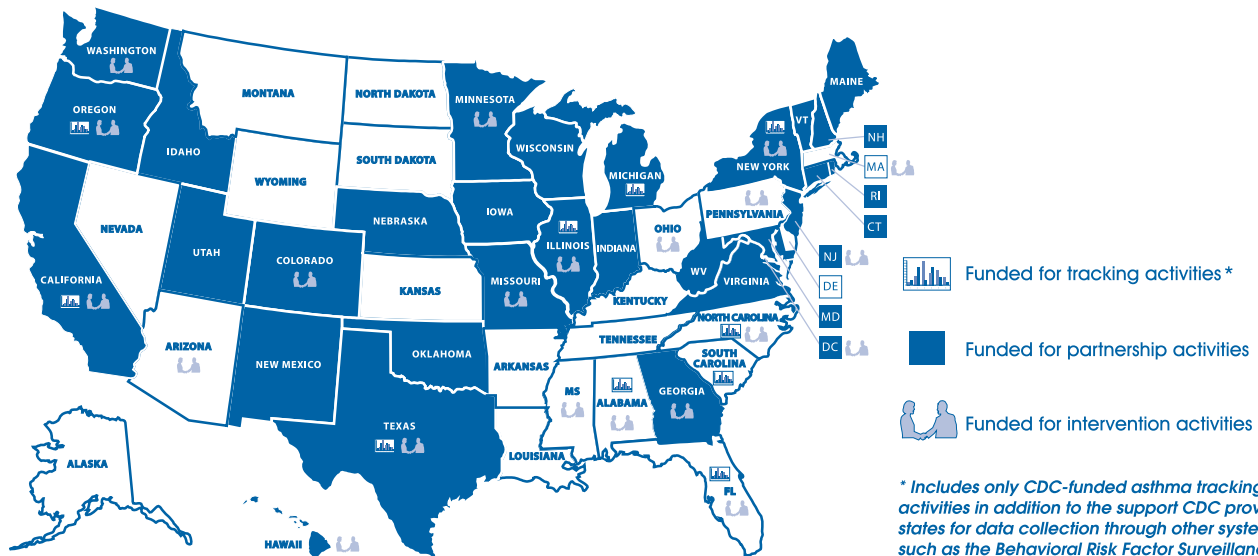 WASHINGTON
MONTANA
NORTH DAKOTA
MINNESOTA
MAINE
OREGON
VT
NH
IDAHO
SOUTH DAKOTA
WISCONSIN
MICHIGAN
NEW YORK
MA
WYOMING
RI
NEVADA
NEBRASKA
IOWA
PENNSYLVANIA
CT
UTAH
COLORADO
ILLINOIS
INDIANA
OHIO
NJ
CALIFORNIA
KANSAS
MISSOURI
WV
VIRGINIA
DE
KENTUCKY
MD
ARIZONA
NEW MEXICO
OKLAHOMA
ARKANSAS
TENNESSEE
NORTH CAROLINA
DC
SOUTH
CAROLINA
TEXAS
MS
ALABAMA
GEORGIA
LOUISIANA
FL
ALASKA
HAWAII
Funded for tracking activities*
Funded for partnership activities
Funded for intervention activities
* Includes only CDC-funded asthma tracking
activities in addition to the support CDC
states for data collection through other
such as the Behavioral Risk Factor